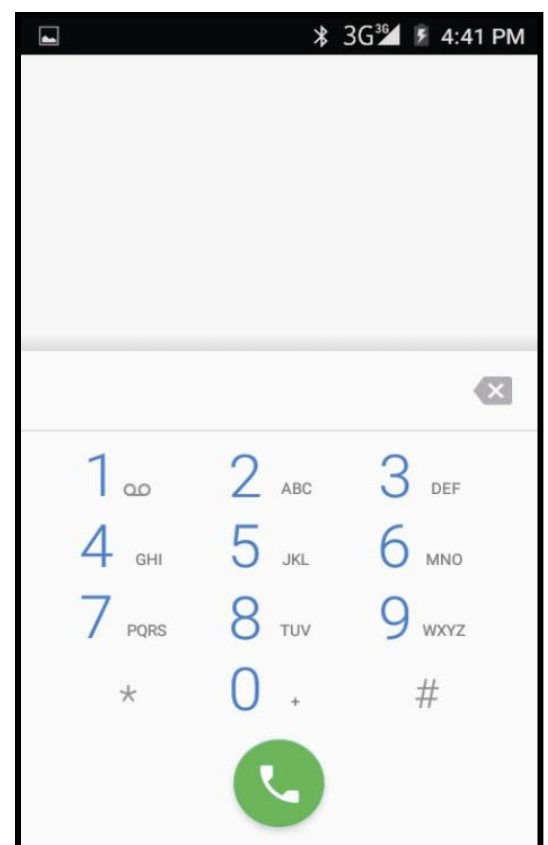 3G 3G 4:41 PM
1 2 ABC 3 DEF
4 GHI 5 JKL 6 MNO
7 PQRS 8 TUV 9 WXYZ
* 0 + #